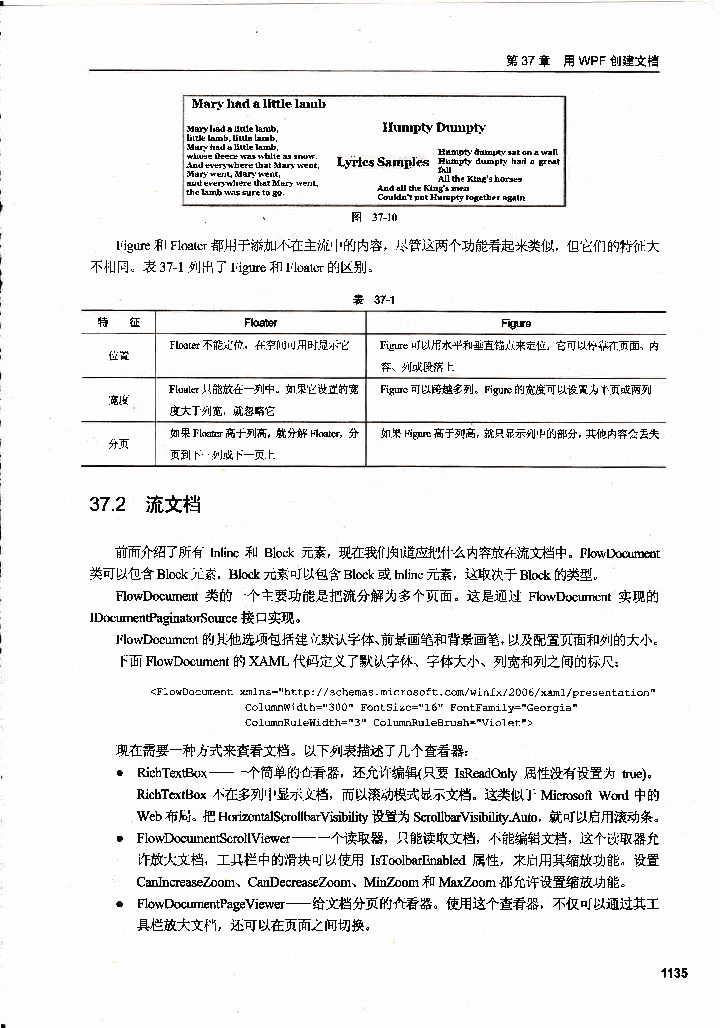 第 37 章 用 WPF 创建文档
Mary had a little lamb
Mary had a little lamb,
little lamb, little lamb,
Mary had a little lamb,
whose fleece was white as snow.
And everywhere that Mary went,
Mary went, Mary went,
and everywhere that Mary went,
the lamb was sure to go.
Humpty Dumpty
Lyrics Samples
Humpty dumpty sat on a wall
Humpty dumpty had a great
fall
All the King's horses
And all the King's men
Couldn't put Humpty together again
图 37-10
Figure 和 Floater 都用于添加不在主流中的内容，尽管这两个功能看起来类似，但它们的特征大
不相同。表 37-1 列出了 Figure 和 Floater 的区别。
表 37-1
特 征 Floater Figure
位置 Floater 不能定位，在空间可用时显示它 Figure 可以用水平和垂直锚点来定位，它可以停靠在页面、内
容、列或段落上
宽度 Floater 只能放在一列中。如果它设置的宽 Figure 可以跨越多列。Figure 的宽度可以设置为半页或两列
度大于列宽，就忽略它
分页 如果 Floater 高于列高，就分解 Floater，分 如果 Figure 高于列高，就只显示列中的部分，其他内容会丢失
页到下一列或下一页上
37.2 流文档
前面介绍了所有 Inline 和 Block 元素，现在我们知道应把什么内容放在流文档中。FlowDocument
类可以包含 Block 元素，Block 元素可以包含 Block 或 Inline 元素，这取决于 Block 的类型。
FlowDocument 类的一个主要功能是把流分解为多个页面。这是通过 FlowDocument 实现的
IDocumentPaginatorSource 接口实现。
FlowDocument 的其他选项包括建立默认字体、前景画笔和背景画笔，以及配置页面和列的大小。
下面 FlowDocument 的 XAML 代码定义了默认字体、字体大小、列宽和列之间的标尺：
<FlowDocument xmlns="http://schemas.microsoft.com/winfx/2006/xaml/presentation"
ColumnWidth="300" FontSize="16" FontFamily="Georgia"
ColumnRuleWidth="3" ColumnRuleBrush="Violet">
现在需要一种方式来查看文档。以下列表描述了几个查看器：
● RichTextBox——一个简单的查看器，还允许编辑(只要 IsReadOnly 属性没有设置为 true)。
RichTextBox 不在多列中显示文档，而以滚动模式显示文档。这类似于 Microsoft Word 中的
Web 布局。把 HorizontalScrollbarVisibility 设置为 ScrollbarVisibility.Auto，就可以启用滚动条。
● FlowDocumentScrollViewer——一个读取器，只能读取文档，不能编辑文档，这个读取器允
许放大文档，工具栏中的滑块可以使用 IsToolbarEnabled 属性，来启用其缩放功能。设置
CanIncreaseZoom、CanDecreaseZoom、MinZoom 和 MaxZoom 都允许设置缩放功能。
● FlowDocumentPageViewer——给文档分页的查看器。使用这个查看器，不仅可以通过其工
具栏放大文档，还可以在页面之间切换。
1135